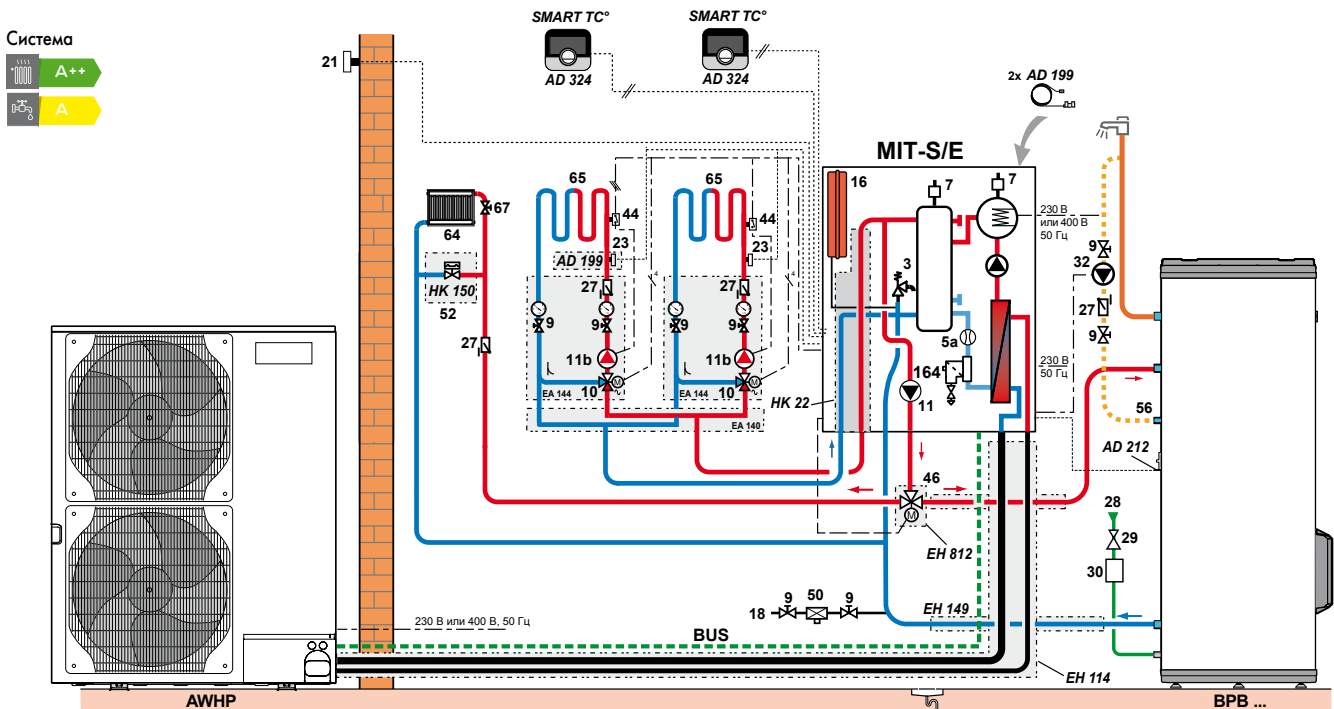 Система
A++
A
21
SMART TC°
AD 324
SMART TC°
AD 324
2x AD 199
MIT-S/E
16
7
7
230 В
или 400 В
50 Гц
65
65
44
44
67
64
23
23
3
9
32
AD 199
HK 150
52
27
27
27
27
9
9
9
9
9
5a
11b
11b
164
230 В
50 Гц
M
M
10
10
EA 144
EA 144
HK 22
11
56
EA 140
AD 212
46
M
28
29
EH 812
30
18
9
50
9
EH 149
230 В или 400 В, 50 Гц
BUS
EH 114
AWHP
BPB ...
4
4